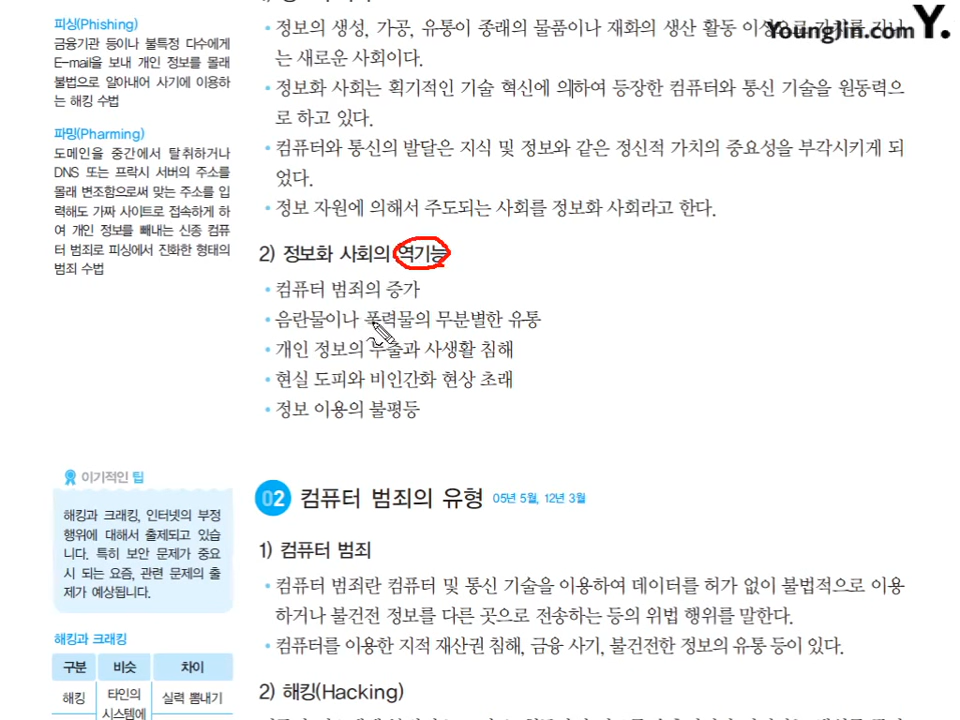 피싱(Phishing)
금융기관 등이나 불특정 다수에게
E-mail을 보내 개인 정보를 몰래
불법으로 알아내어 사기에 이용하
는 해킹 수법
파밍(Pharming)
도메인을 중간에서 탈취하거나
DNS 또는 프락시 서버의 주소를
몰래 변조함으로써 맞는 주소를 입
력해도 가짜 사이트로 접속하게 하
여 개인 정보를 빼내는 신종 컴퓨
터 범죄로 피싱에서 진화한 형태의
범죄 수법
Younglin.com Y.
• 정보의 생성, 가공, 유통이 종래의 물품이나 재화의 생산 활동 이상으로 가치를 지니
는 새로운 사회이다.
• 정보화 사회는 획기적인 기술 혁신에 의하여 등장한 컴퓨터와 통신 기술을 원동력으
로 하고 있다.
• 컴퓨터와 통신의 발달은 지식 및 정보와 같은 정신적 가치의 중요성을 부각시키게 되
었다.
• 정보 자원에 의해서 주도되는 사회를 정보화 사회라고 한다.
2) 정보화 사회의 역기능
• 컴퓨터 범죄의 증가
• 음란물이나 폭력물의 무분별한 유통
• 개인 정보의 누출과 사생활 침해
• 현실 도피와 비인간화 현상 초래
• 정보 이용의 불평등
이기적인 팁
해킹과 크래킹, 인터넷의 부정
행위에 대해서 출제되고 있습
니다. 특히 보안 문제가 중요
시 되는 요즘, 관련 문제의 출
제가 예상됩니다.
해킹과 크래킹
구분 비슷 차이
해킹 타인의 실력 뽐내기
시스템에
02 컴퓨터 범죄의 유형 05년 5월, 12년 3월
1) 컴퓨터 범죄
• 컴퓨터 범죄란 컴퓨터 및 통신 기술을 이용하여 데이터를 허가 없이 불법적으로 이용
하거나 불건전 정보를 다른 곳으로 전송하는 등의 위법 행위를 말한다.
• 컴퓨터를 이용한 지적 재산권 침해, 금융 사기, 불건전한 정보의 유통 등이 있다.
2) 해킹(Hacking)